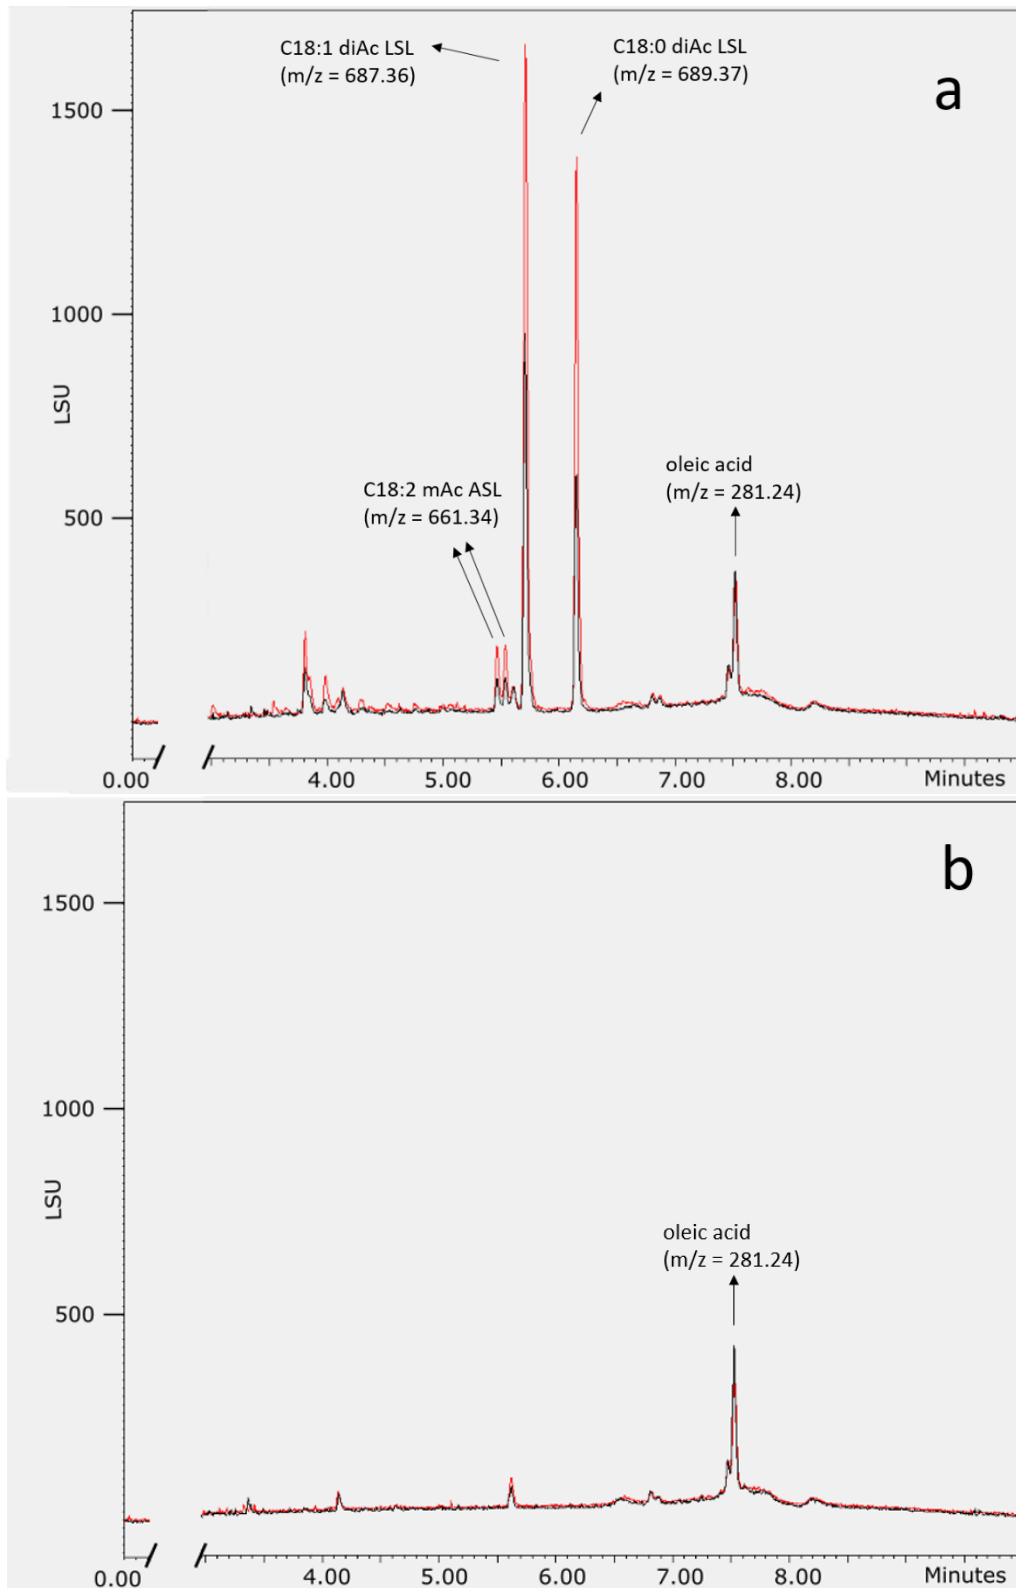 a
C18:1 diAc LSL
(m/z = 687.36)
C18:0 diAc LSL
(m/z = 689.37)
1500
1000
LSU
C18:2 mAc ASL
(m/z = 661.34)
oleic acid
(m/z = 281.24)
500
0.00 4.00 5.00 6.00 7.00 8.00 Minutes
b
1500
1000
LSU
oleic acid
(m/z = 281.24)
500
0.00 4.00 5.00 6.00 7.00 8.00 Minutes